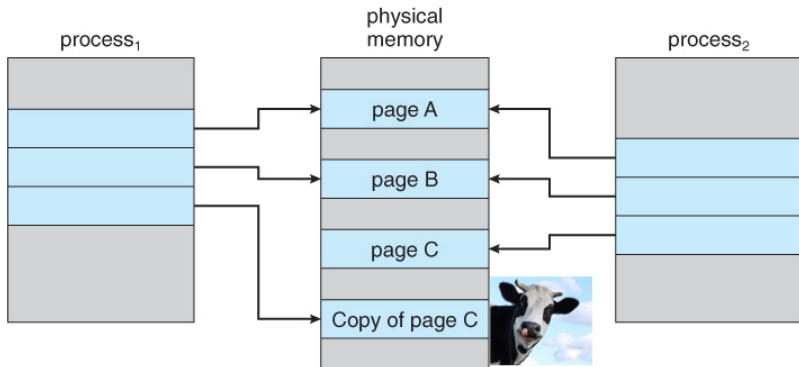 process₁
physical
memory
process₂
page A
page B
page C
Copy of page C